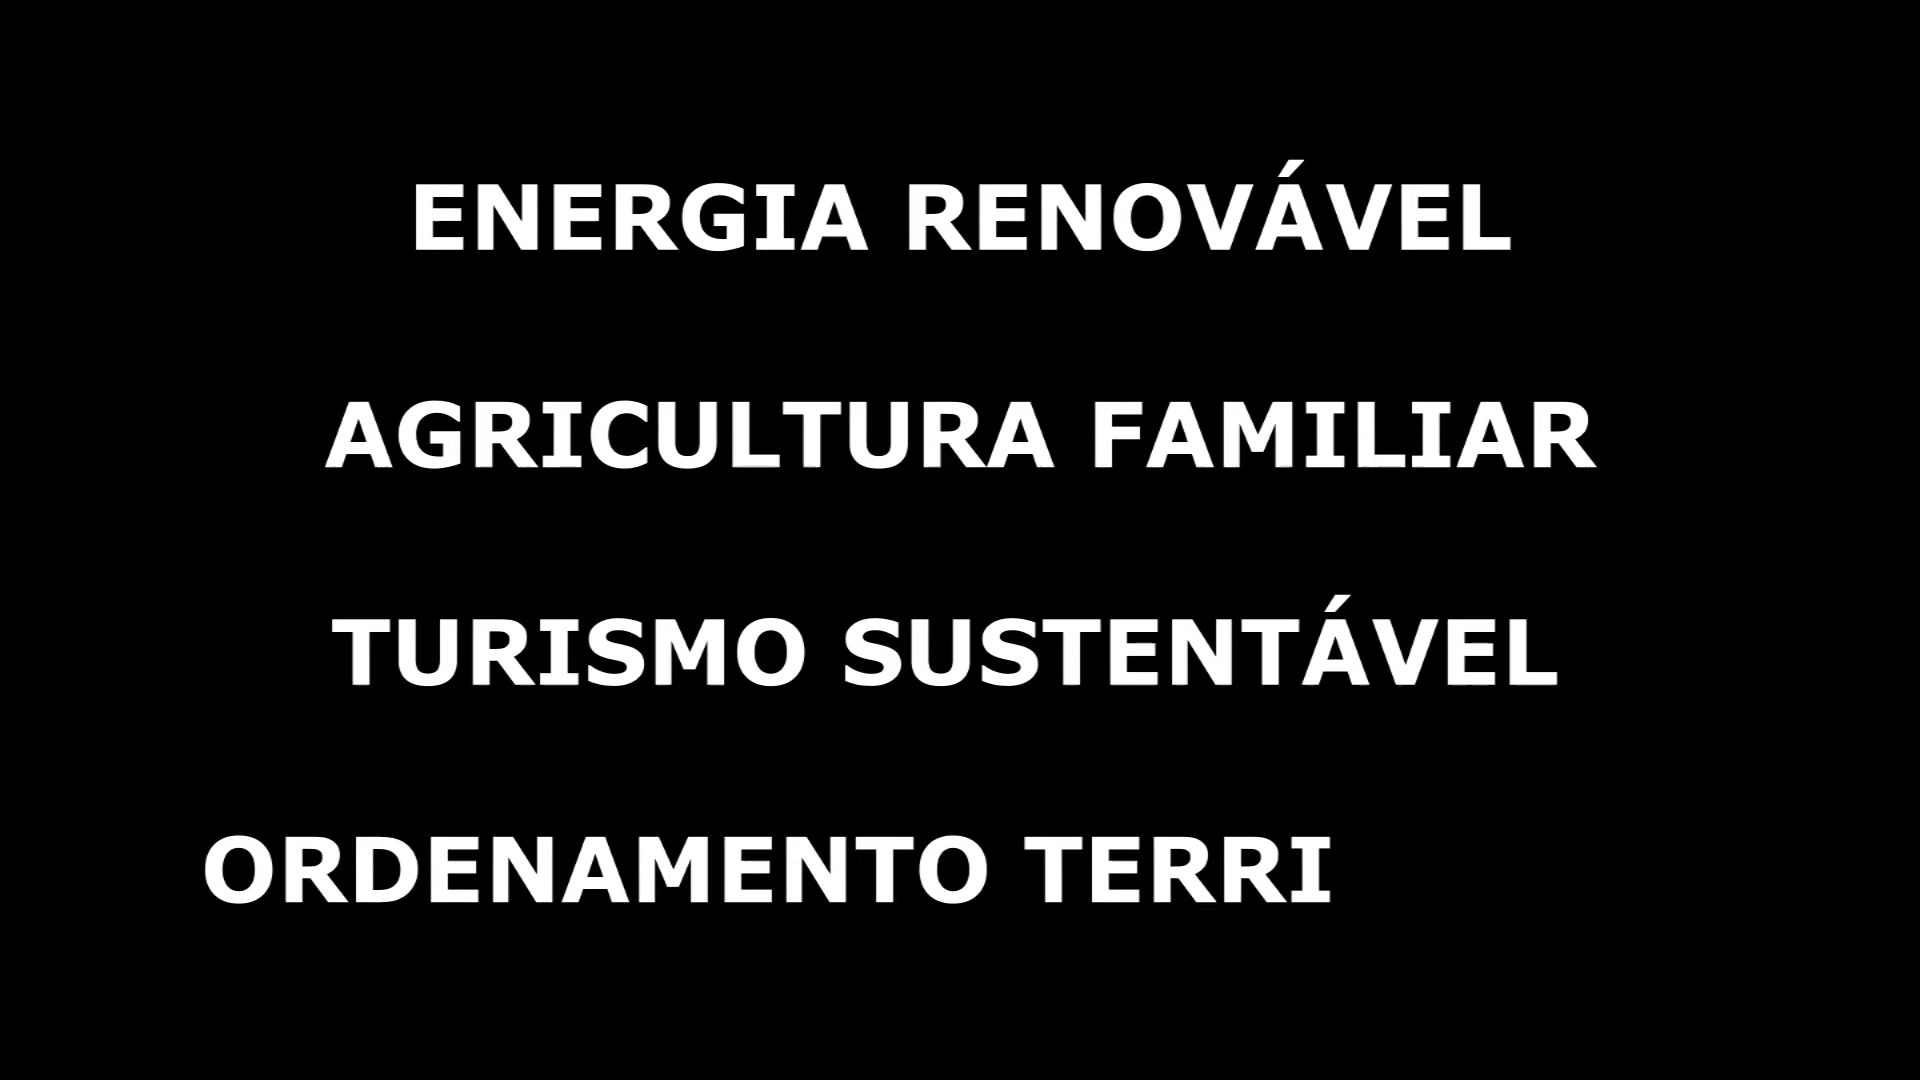 ENERGIA RENOVÁVEL
AGRICULTURA FAMILIAR
TURISMO SUSTENTÁVEL
ORDENAMENTO TERRI